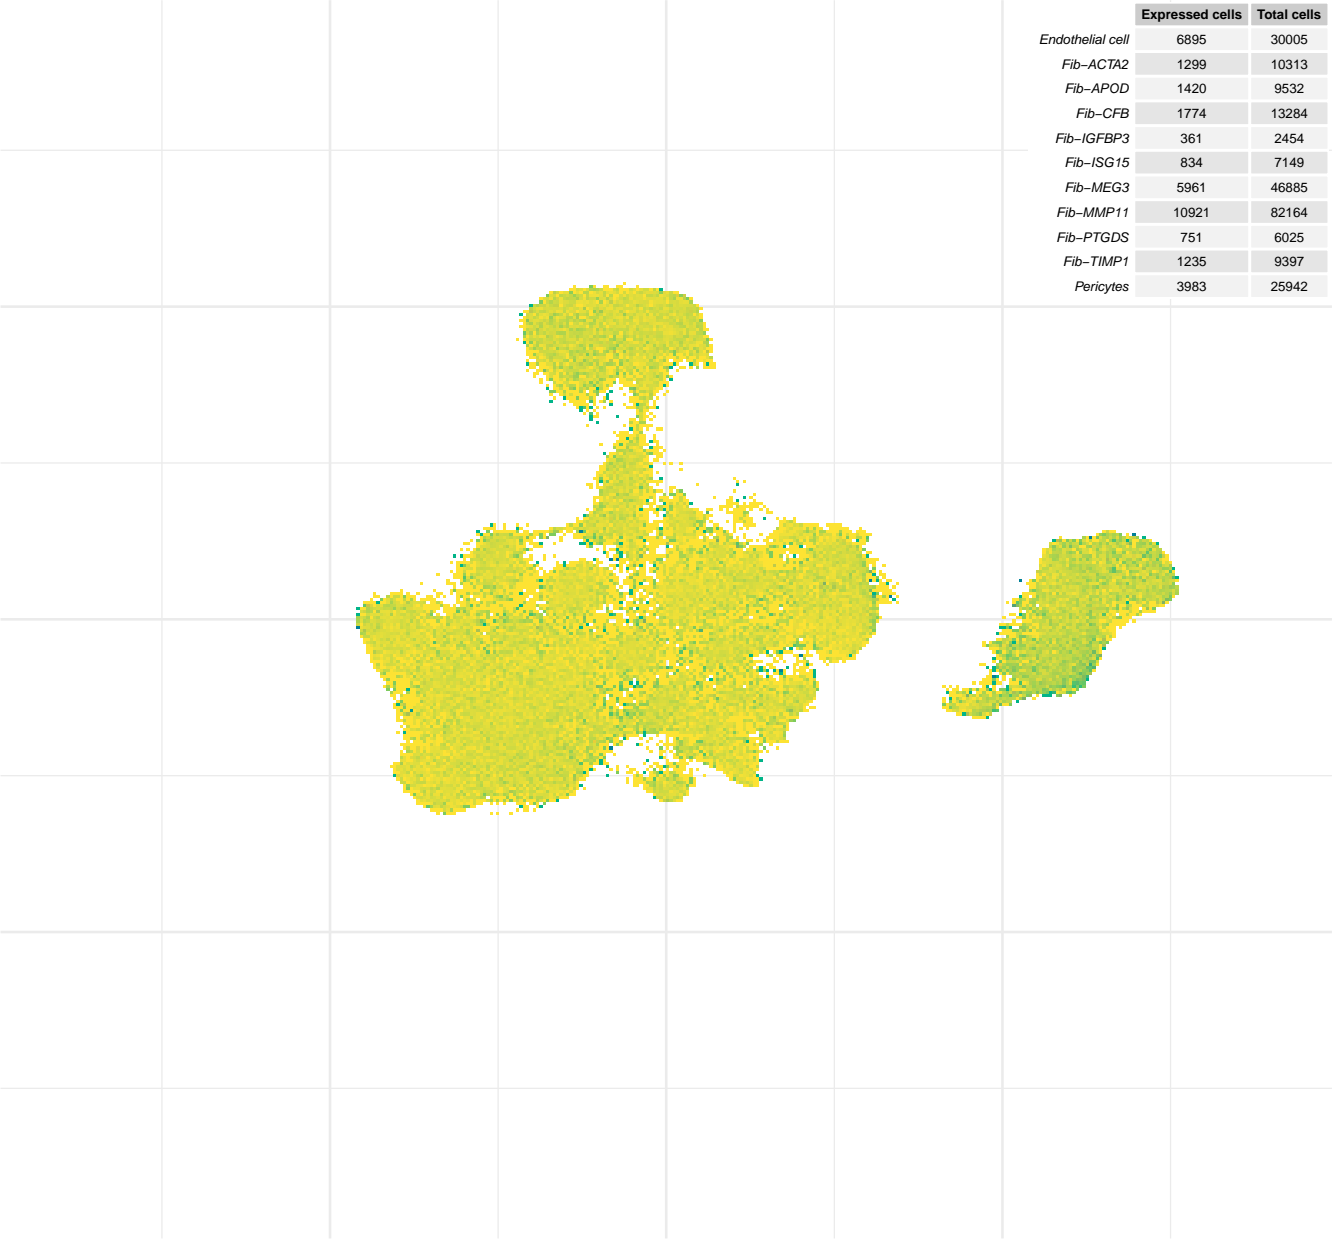 Expressed cells Total cells
Endothelial cell 6895 30005
Fib−ACTA2 1299 10313
Fib−APOD 1420 9532
Fib−CFB 1774 13284
Fib−IGFBP3 361 2454
Fib−ISG15 834 7149
Fib−MEG3 5961 46885
Fib−MMP11 10921 82164
Fib−PTGDS 751 6025
Fib−TIMP1 1235 9397
Pericytes 3983 25942